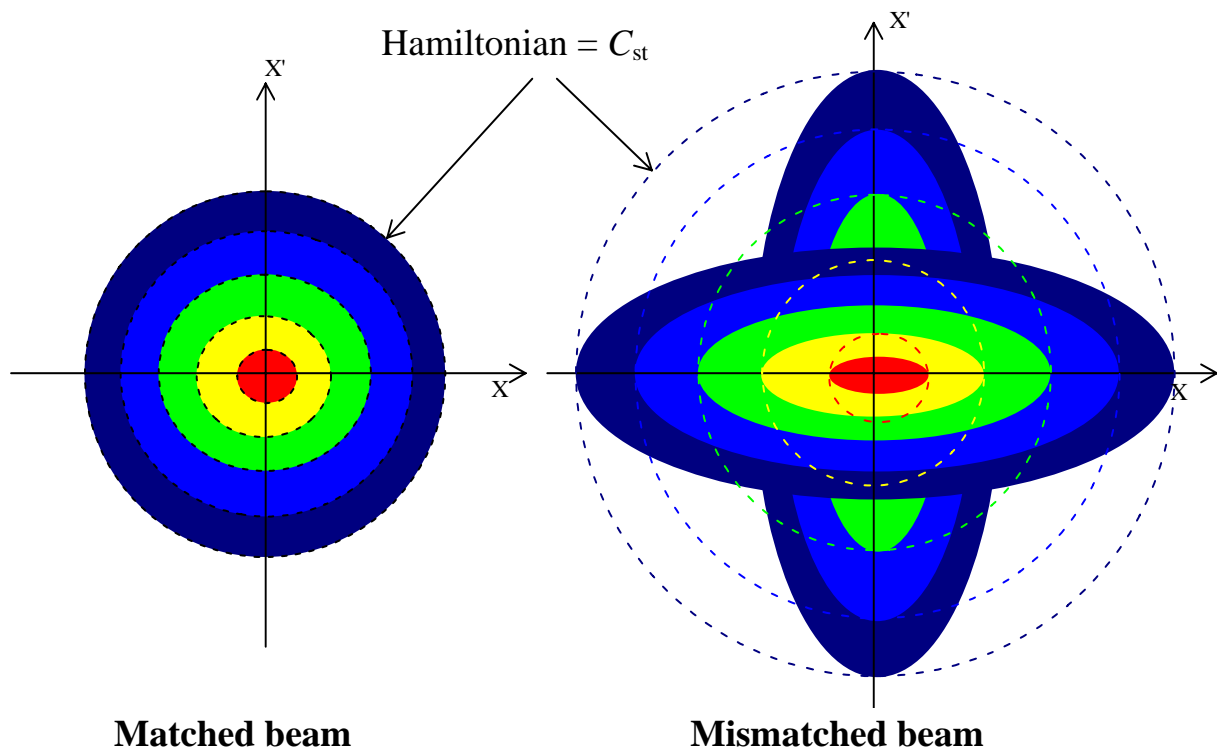 X'
Hamiltonian = Cst
X'
X
X
Matched beam
Mismatched beam